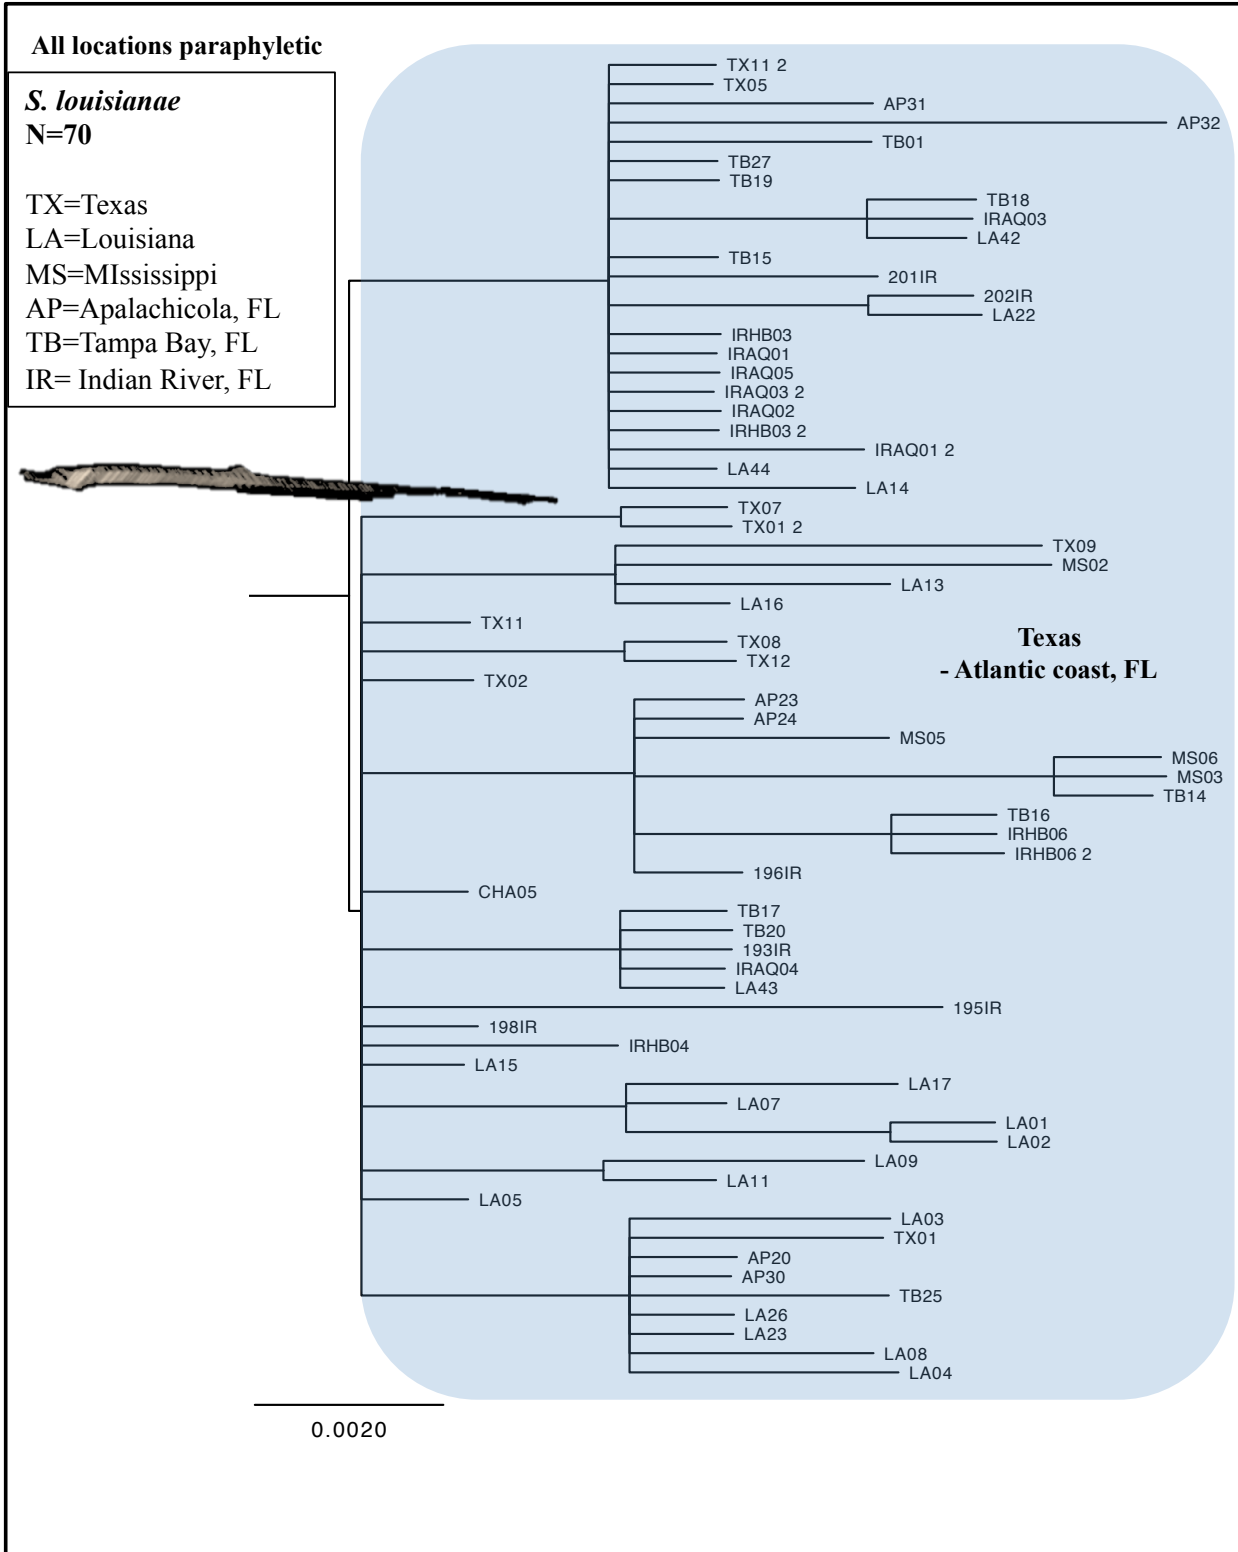 All locations paraphyletic
S. louisianae
N=70
TX=Texas
LA=Louisiana
MS=MIssissippi
AP=Apalachicola, FL
TB=Tampa Bay, FL
IR= Indian River, FL
TX11 2
TX05
AP31
AP32
TB01
TB27
TB19
TB18
IRAQ03
LA42
TB15
201IR
202IR
LA22
IRHB03
IRAQ01
IRAQ05
IRAQ03 2
IRAQ02
IRHB03 2
IRAQ01 2
LA44
LA14
TX07
TX01 2
TX09
MS02
LA13
LA16
TX11
TX08
TX12
TX02
Texas
- Atlantic coast, FL
AP23
AP24
MS05
MS06
MS03
TB14
TB16
IRHB06
IRHB06 2
196IR
CHA05
TB17
TB20
193IR
IRAQ04
LA43
195IR
198IR
IRHB04
LA15
LA17
LA07
LA01
LA02
LA09
LA11
LA05
LA03
TX01
AP20
AP30
TB25
LA26
LA23
LA08
LA04
0.0020